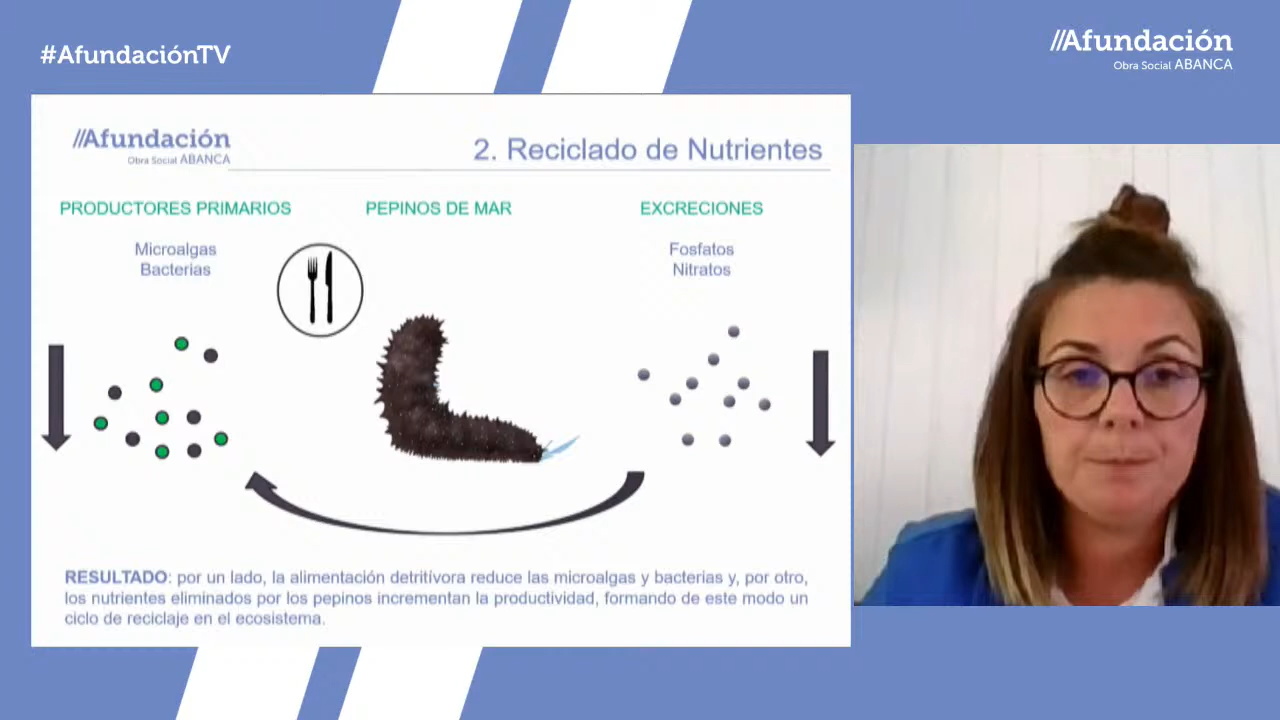 #AfundaciónTV
//Afundación
Obra Social ABANCA
//Afundación
Obra Social ABANCA
2. Reciclado de Nutrientes
PRODUCTORES PRIMARIOS
Microalgas
Bacterias
PEPINOS DE MAR
EXCRECIONES
Fosfatos
Nitratos
RESULTADO: por un lado, la alimentación detritívora reduce las microalgas y bacterias y, por otro,
los nutrientes eliminados por los pepinos incrementan la productividad, formando de este modo un
ciclo de reciclaje en el ecosistema.